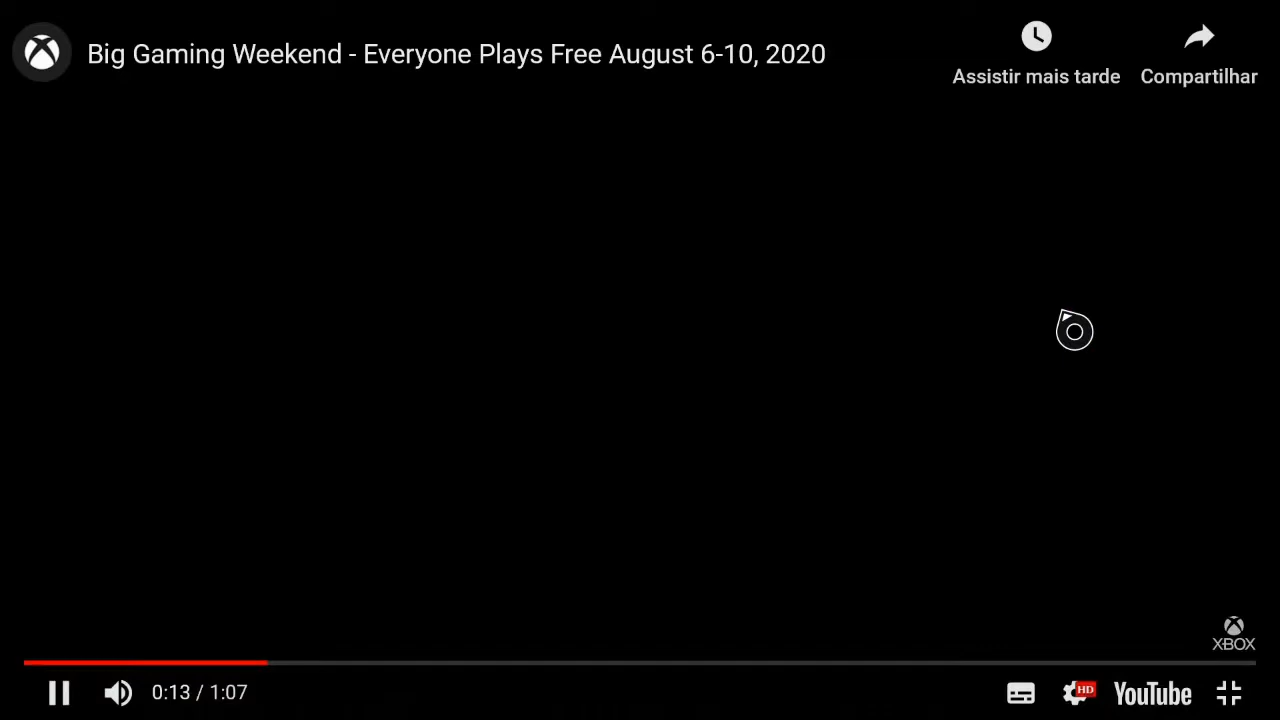 Big Gaming Weekend - Everyone Plays Free August 6-10, 2020
Assistir mais tarde
Compartilhar
XBOX
0:13 / 1:07
HD
YouTube